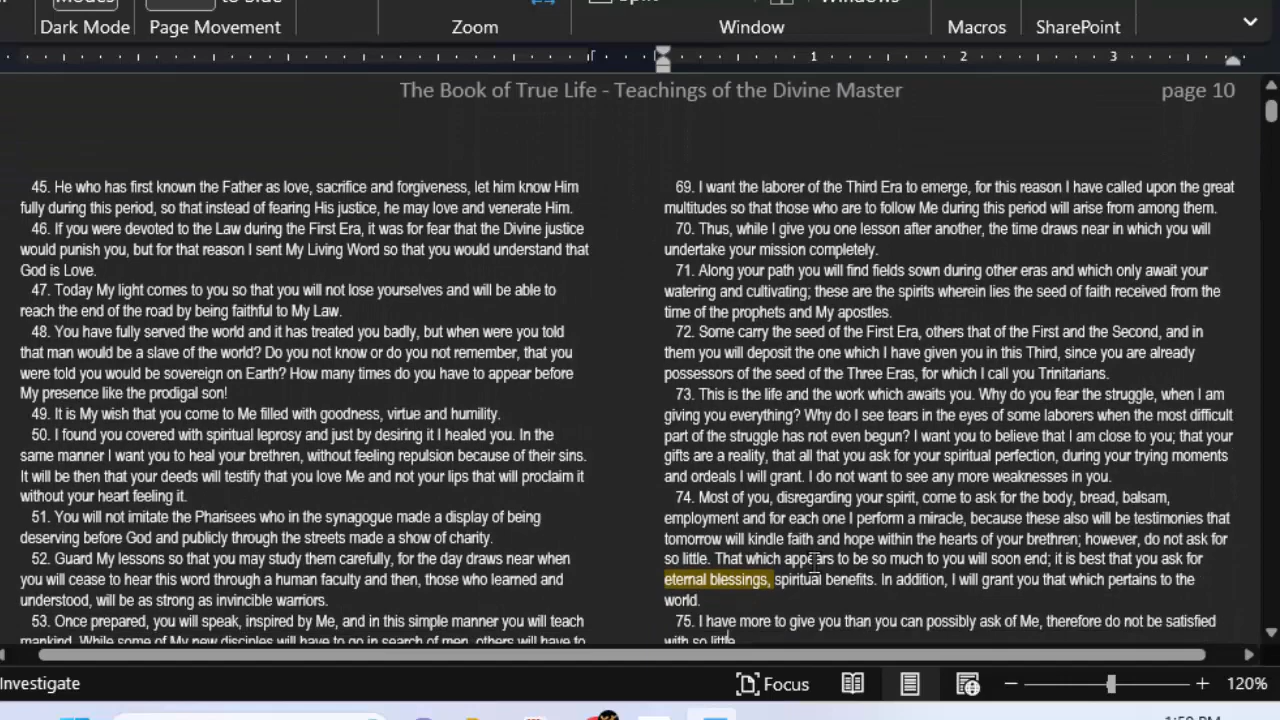 Modes
to Side
Split
Windows
Dark Mode
Page Movement
Zoom
Window
Macros
SharePoint
1
2
3
The Book of True Life - Teachings of the Divine Master
page 10
45. He who has first known the Father as love, sacrifice and forgiveness, let him know Him
fully during this period, so that instead of fearing His justice, he may love and venerate Him.
46. If you were devoted to the Law during the First Era, it was for fear that the Divine justice
would punish you, but for that reason I sent My Living Word so that you would understand that
God is Love.
47. Today My light comes to you so that you will not lose yourselves and will be able to
reach the end of the road by being faithful to My Law.
48. You have fully served the world and it has treated you badly, but when were you told
that man would be a slave of the world? Do you not know or do you not remember, that you
were told you would be sovereign on Earth? How many times do you have to appear before
My presence like the prodigal son!
49. It is My wish that you come to Me filled with goodness, virtue and humility.
50. I found you covered with spiritual leprosy and just by desiring it I healed you. In the
same manner I want you to heal your brethren, without feeling repulsion because of their sins.
It will be then that your deeds will testify that you love Me and not your lips that will proclaim it
without your heart feeling it.
51. You will not imitate the Pharisees who in the synagogue made a display of being
deserving before God and publicly through the streets made a show of charity.
52. Guard My lessons so that you may study them carefully, for the day draws near when
you will cease to hear this word through a human faculty and then, those who learned and
understood, will be as strong as invincible warriors.
53. Once prepared, you will speak, inspired by Me, and in this simple manner you will teach
mankind. While some of My new disciples will have to go in search of men, others will have to
69. I want the laborer of the Third Era to emerge, for this reason I have called upon the great
multitudes so that those who are to follow Me during this period will arise from among them.
70. Thus, while I give you one lesson after another, the time draws near in which you will
undertake your mission completely.
71. Along your path you will find fields sown during other eras and which only await your
watering and cultivating; these are the spirits wherein lies the seed of faith received from the
time of the prophets and My apostles.
72. Some carry the seed of the First Era, others that of the First and the Second, and in
them you will deposit the one which I have given you in this Third, since you are already
possessors of the seed of the Three Eras, for which I call you Trinitarians.
73. This is the life and the work which awaits you. Why do you fear the struggle, when I am
giving you everything? Why do I see tears in the eyes of some laborers when the most difficult
part of the struggle has not even begun? I want you to believe that I am close to you; that your
gifts are a reality, that all that you ask for your spiritual perfection, during your trying moments
and ordeals I will grant. I do not want to see any more weaknesses in you.
74. Most of you, disregarding your spirit, come to ask for the body, bread, balsam,
employment and for each one I perform a miracle, because these also will be testimonies that
tomorrow will kindle faith and hope within the hearts of your brethren; however, do not ask for
so little. That which appears to be so much to you will soon end; it is best that you ask for
eternal blessings, spiritual benefits. In addition, I will grant you that which pertains to the
world.
75. I have more to give you than you can possibly ask of Me, therefore do not be satisfied
with so little
Investigate
Focus
120%
1:50 PM